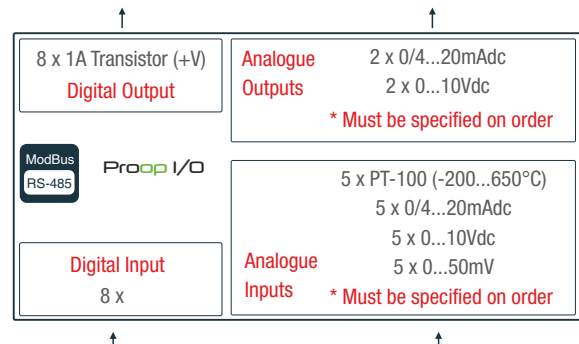 8 x 1A Transistor (+V)
Digital Output
Analogue
Outputs
2 x 0/4...20mAdc
2 x 0...10Vdc
* Must be specified on order
ModBus
RS-485
Proop I/O
Digital Input
8 x
Analogue
Inputs
5 x PT-100 (-200...650°C)
5 x 0/4...20mAdc
5 x 0...10Vdc
5 x 0...50mV
* Must be specified on order